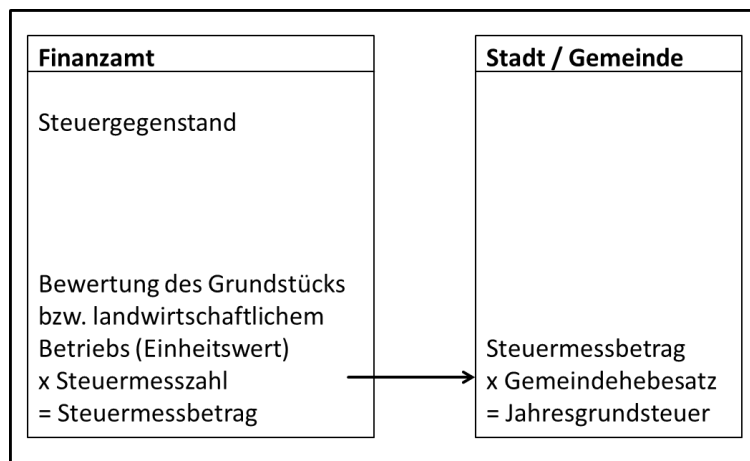 Finanzamt
Steuergegenstand
Bewertung des Grundstücks
bzw. landwirtschaftlichem
Betriebs (Einheitswert)
x Steuermesszahl
= Steuermessbetrag
Stadt / Gemeinde
Steuermessbetrag
x Gemeindehebesatz
= Jahresgrundsteuer